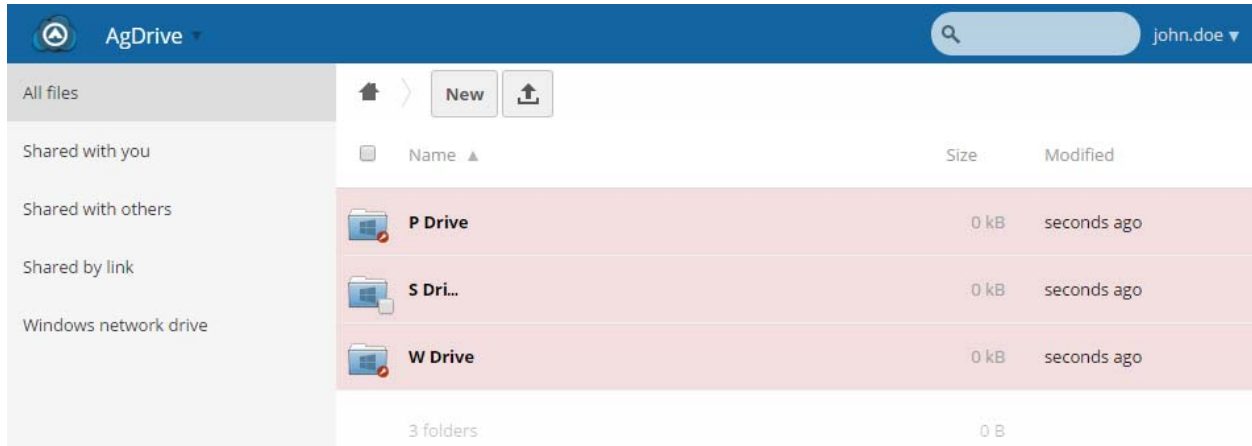 AgDrive
john.doe
All files
New
Shared with you
Name Size Modified
Shared with others
P Drive 0 kB seconds ago
Shared by link
S Dri... 0 kB seconds ago
Windows network drive
W Drive 0 kB seconds ago
3 folders 0 B